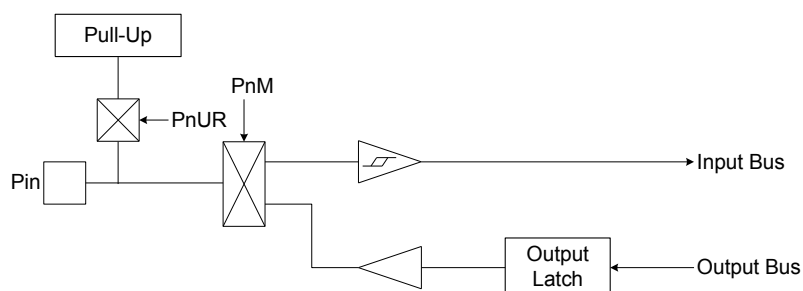 Pull-Up
PnM
PnUR
Pin
Input Bus
Output
Latch
Output Bus